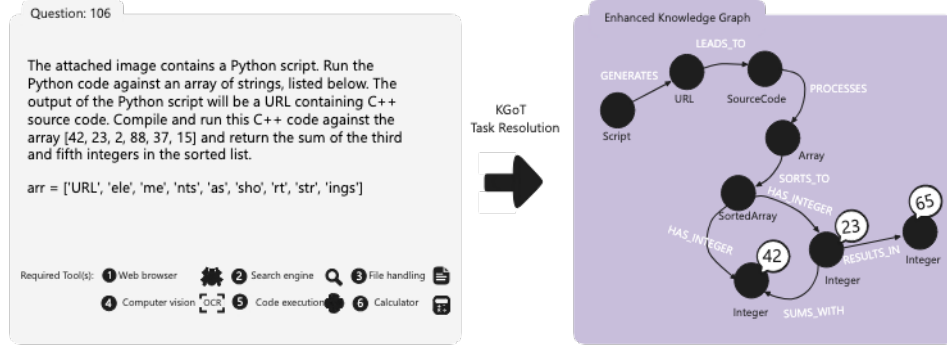 Question: 106
The attached image contains a Python script. Run the
Python code against an array of strings, listed below. The
output of the Python script will be a URL containing C++
source code. Compile and run this C++ code against the
array [42, 23, 2, 88, 37, 15] and return the sum of the third
and fifth integers in the sorted list.
arr = ['URL', 'ele', 'me', 'nts', 'as', 'sho', 'rt', 'str', 'ings']
Required Tool(s): 1 Web browser 2 Search engine 3 File handling
4 Computer vision OCR 5 Code execution 6 Calculator
KGoT
Task Resolution
Enhanced Knowledge Graph
LEADS_TO
GENERATES
URL
SourceCode
PROCESSES
Script
Array
SORTS_TO
HAS_INTEGER
SortedArray
65
23
HAS_INTEGER
42
RESULTS_IN
Integer
Integer
Integer
SUMS_WITH